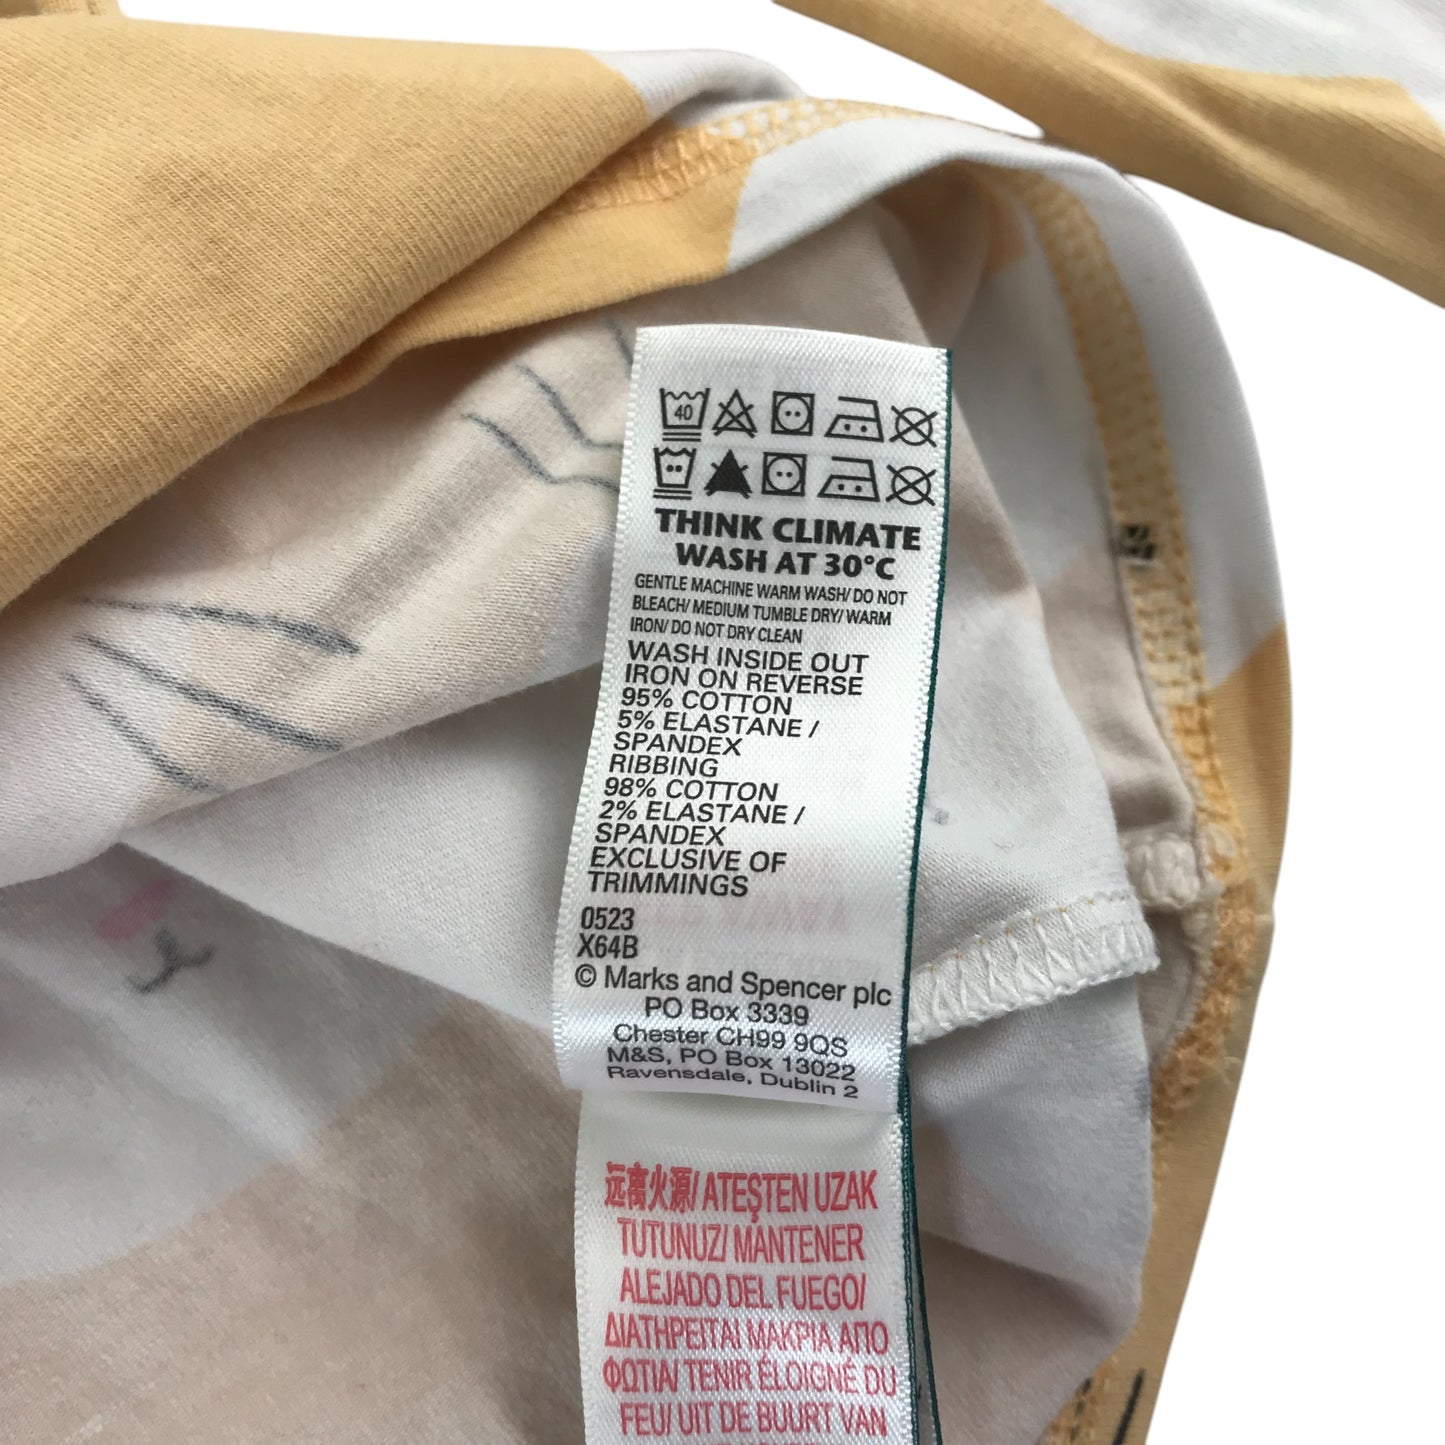 40
THINK CLIMATE
WASH AT 30°C
GENTLE MACHINE WARM WASH/ DO NOT
BLEACH/ MEDIUM TUMBLE DRY/ WARM
IRON/ DO NOT DRY CLEAN
WASH INSIDE OUT
IRON ON REVERSE
95% COTTON
5% ELASTANE /
SPANDEX
RIBBING
98% COTTON
2% ELASTANE /
SPANDEX
EXCLUSIVE OF
TRIMMINGS
0523
X64B
© Marks and Spencer plc
PO Box 3339
Chester CH99 9QS
M&S, PO Box 13022
Ravensdale, Dublin 2
远离火源/ ATEŞTEN UZAK
TUTUNUZ/ MANTENER
ALEJADO DEL FUEGO/
ΔΙΑΤΗΡΕΙΤΑΙ ΜΑΚΡΙΑ ΑΠΟ
ΦΩΤΙΑ/ TENIR ÉLOIGNÉ DU
FEU/ UIT DE BUURT VAN